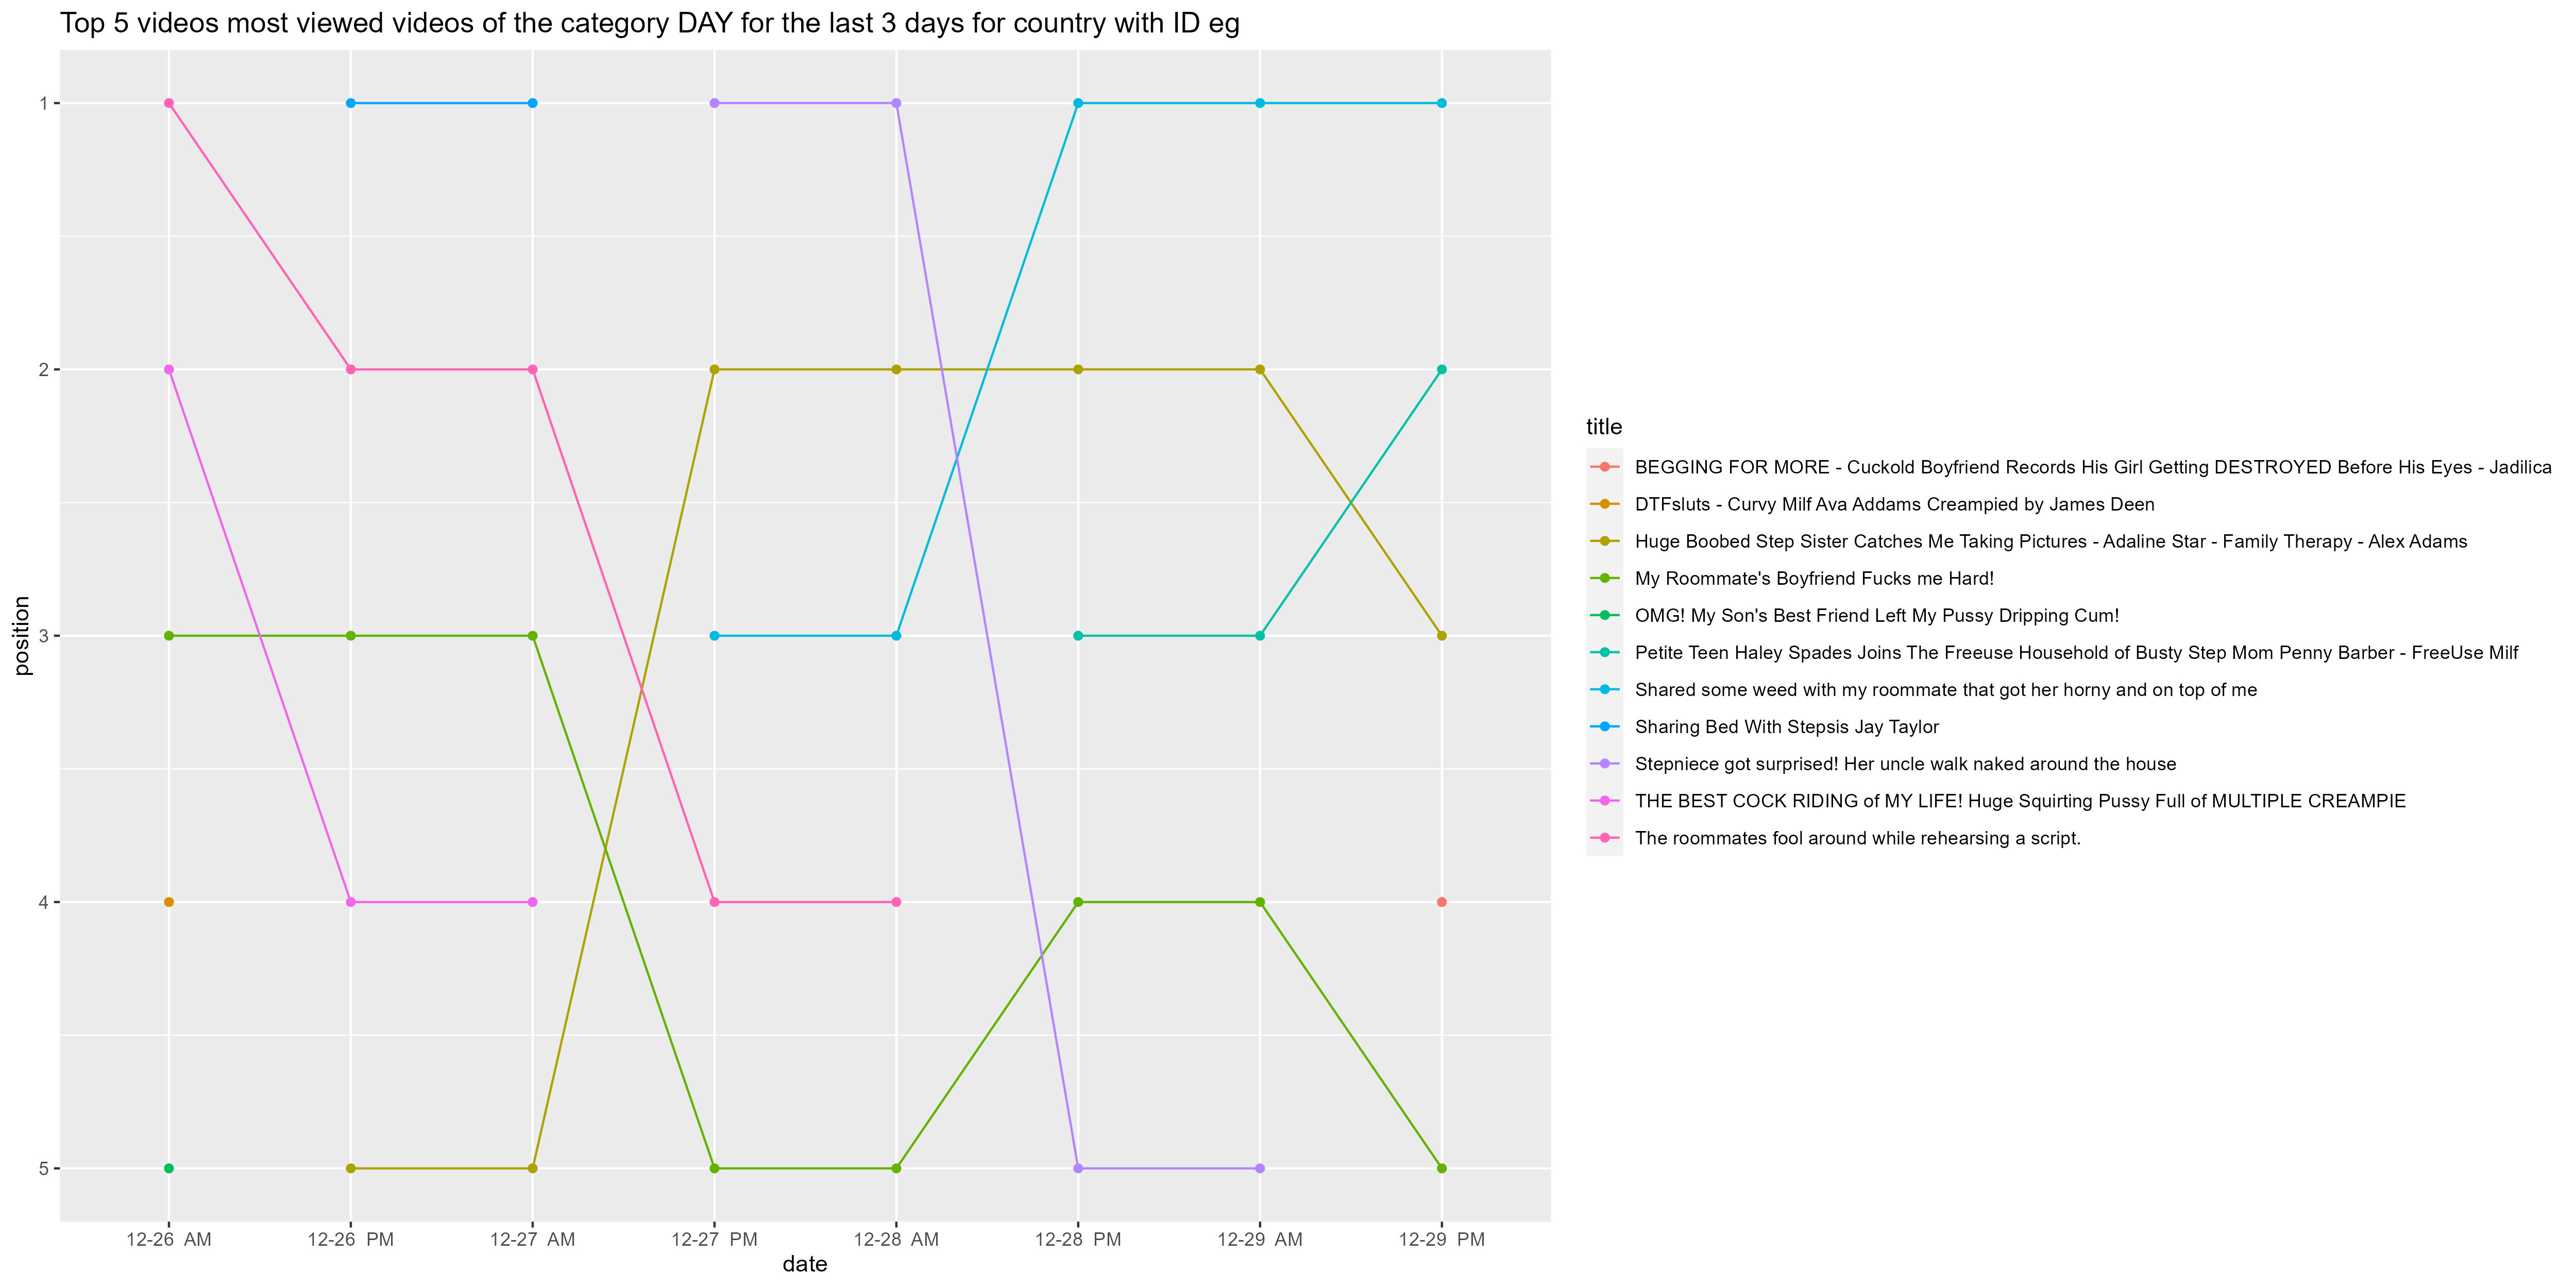 Top 5 videos most viewed videos of the category DAY for the last 3 days for country with ID eg
position
1
2
3
4
5
12-26 AM
12-26 PM
12-27 AM
12-27 PM
12-28 AM
12-28 PM
12-29 AM
12-29 PM
date
title
BEGGING FOR MORE - Cuckold Boyfriend Records His Girl Getting DESTROYED Before His Eyes - Jadilica
DTFsluts - Curvy Milf Ava Addams Creampied by James Deen
Huge Boobed Step Sister Catches Me Taking Pictures - Adaline Star - Family Therapy - Alex Adams
My Roommate's Boyfriend Fucks me Hard!
OMG! My Son's Best Friend Left My Pussy Dripping Cum!
Petite Teen Haley Spades Joins The Freeuse Household of Busty Step Mom Penny Barber - FreeUse Milf
Shared some weed with my roommate that got her horny and on top of me
Sharing Bed With Stepsis Jay Taylor
Stepniece got surprised! Her uncle walk naked around the house
THE BEST COCK RIDING of MY LIFE! Huge Squirting Pussy Full of MULTIPLE CREAMPIE
The roommates fool around while rehearsing a script.